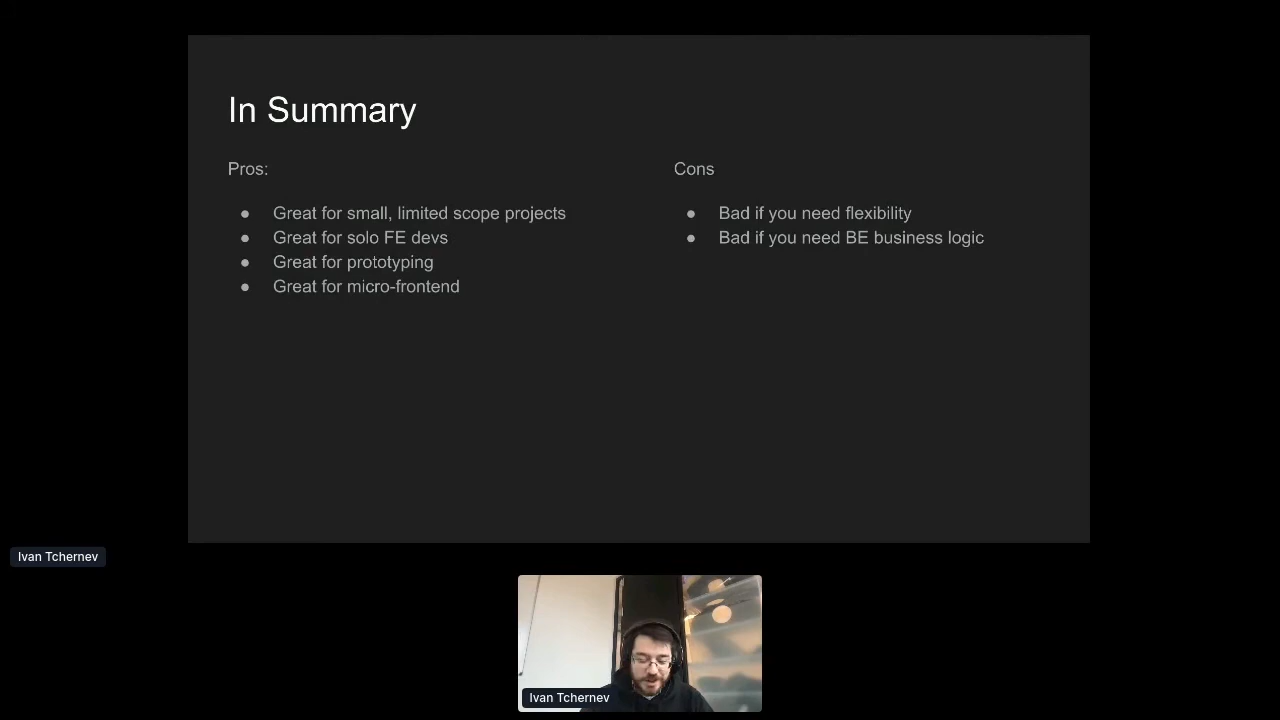 In Summary
Pros:
● Great for small, limited scope projects
● Great for solo FE devs
● Great for prototyping
● Great for micro-frontend
Cons
● Bad if you need flexibility
● Bad if you need BE business logic
Ivan Tchernev
Ivan Tchernev